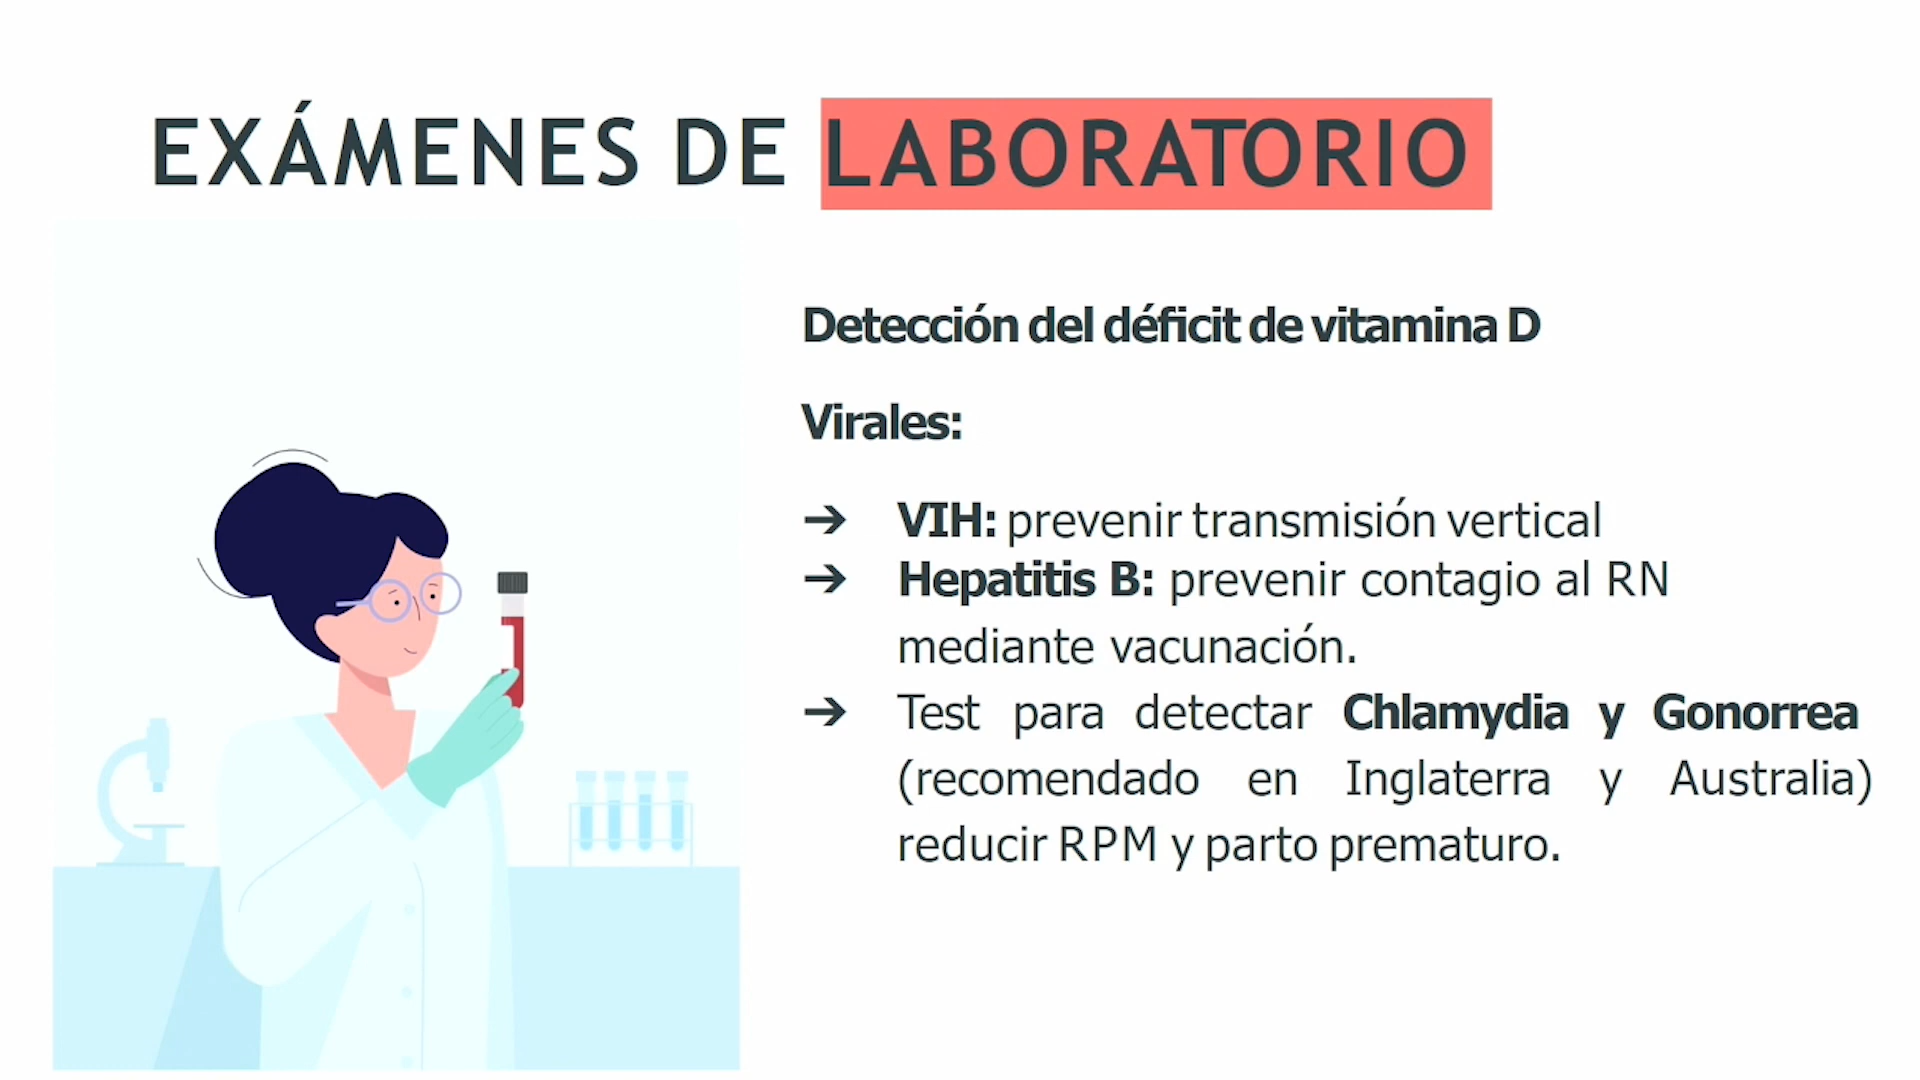 EXÁMENES DE LABORATORIO
Detección del déficit de vitamina D
Virales:
➔ VIH: prevenir transmisión vertical
➔ Hepatitis B: prevenir contagio al RN
mediante vacunación.
➔ Test para detectar Chlamydia y Gonorrea
(recomendado en Inglaterra y Australia)
reducir RPM y parto prematuro.